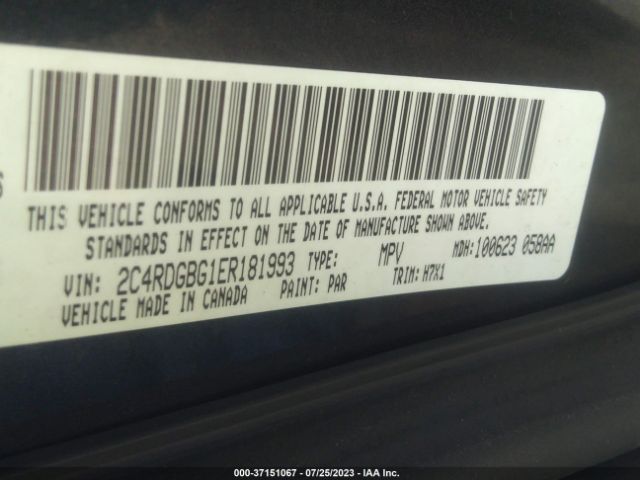 THIS VEHICLE CONFORMS TO ALL APPLICABLE U.S.A. FEDERAL MOTOR VEHICLE SAFETY
STANDARDS IN EFFECT ON THE DATE OF MANUFACTURE SHOWN ABOVE.
VIN: 2C4RDGBG1ER181993 TYPE: MPV MDH:100623 058AA
VEHICLE MADE IN CANADA PAINT: PAR TRIM: H7X1
000-37151067 / 07/25/2023 - IAA Inc.